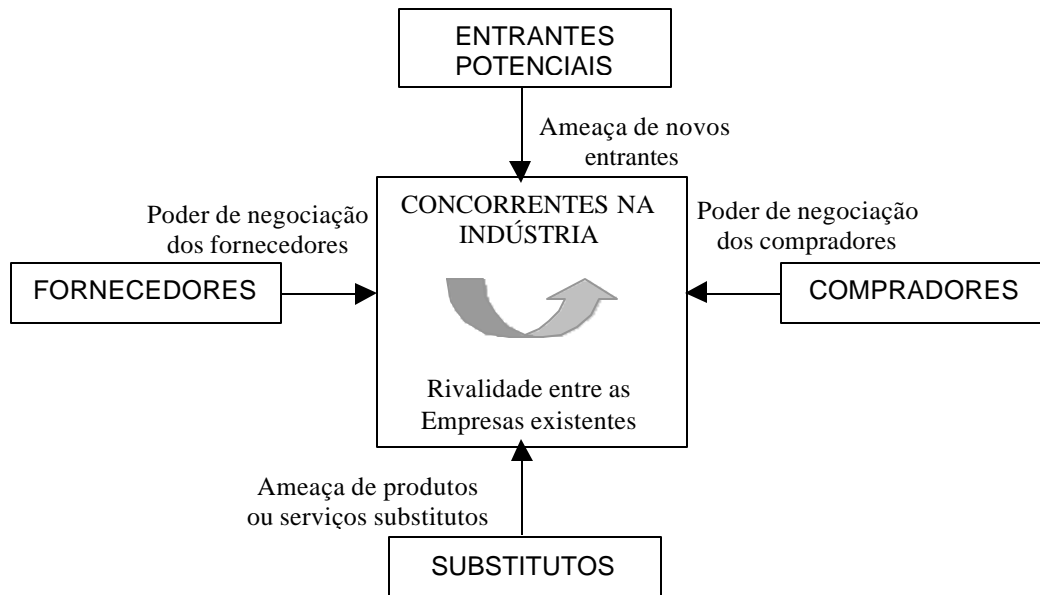 ENTRANTES
POTENCIAIS
Ameaça de novos
entrantes
CONCORRENTES NA
INDÚSTRIA
Poder de negociação
dos fornecedores
Poder de negociação
dos compradores
FORNECEDORES
COMPRADORES
Rivalidade entre as
Empresas existentes
Ameaça de produtos
ou serviços substitutos
SUBSTITUTOS